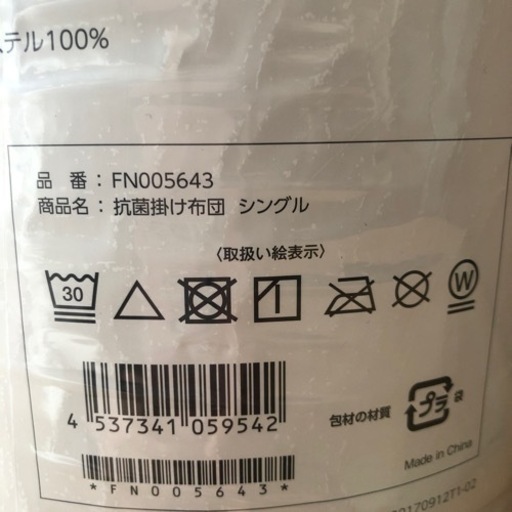 テル100%
品 番：FN005643
商品名：抗菌掛け布団 シングル
〈取扱い絵表示〉
30
W
4 537341 059542
包材の材質
プラ
袋
*FN005643*
Made in China
20170912T1-02